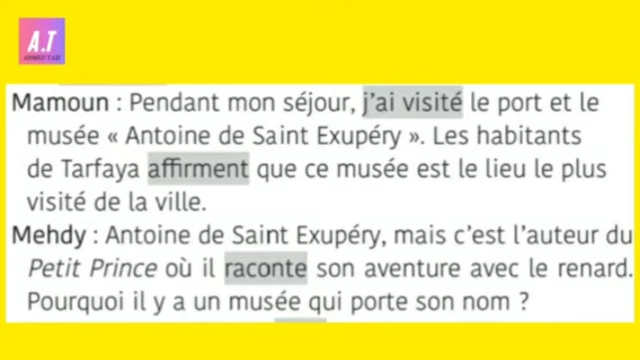 A.T
Mamoun : Pendant mon séjour, j'ai visité le port et le
musée « Antoine de Saint Exupéry ». Les habitants
de Tarfaya affirment que ce musée est le lieu le plus
visité de la ville.
Mehdy : Antoine de Saint Exupéry, mais c'est l'auteur du
Petit Prince où il raconte son aventure avec le renard.
Pourquoi il y a un musée qui porte son nom ?